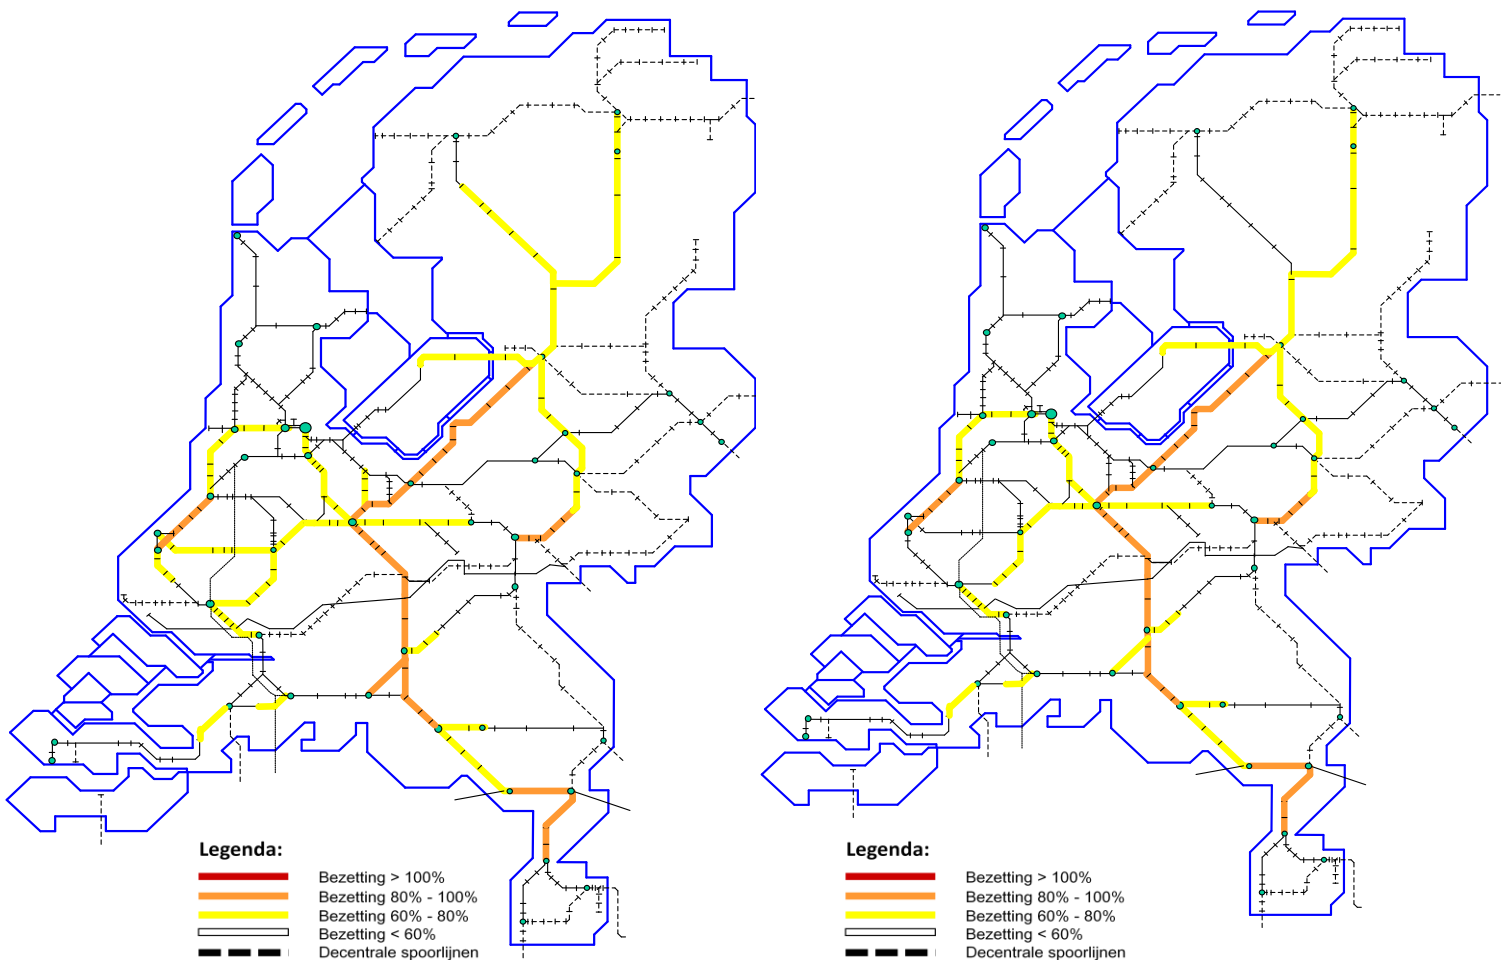 Legenda:
Bezetting > 100%
Bezetting 80% - 100%
Bezetting 60% - 80%
Bezetting < 60%
Decentrale spoorlijnen
Legenda:
Bezetting > 100%
Bezetting 80% - 100%
Bezetting 60% - 80%
Bezetting < 60%
Decentrale spoorlijnen